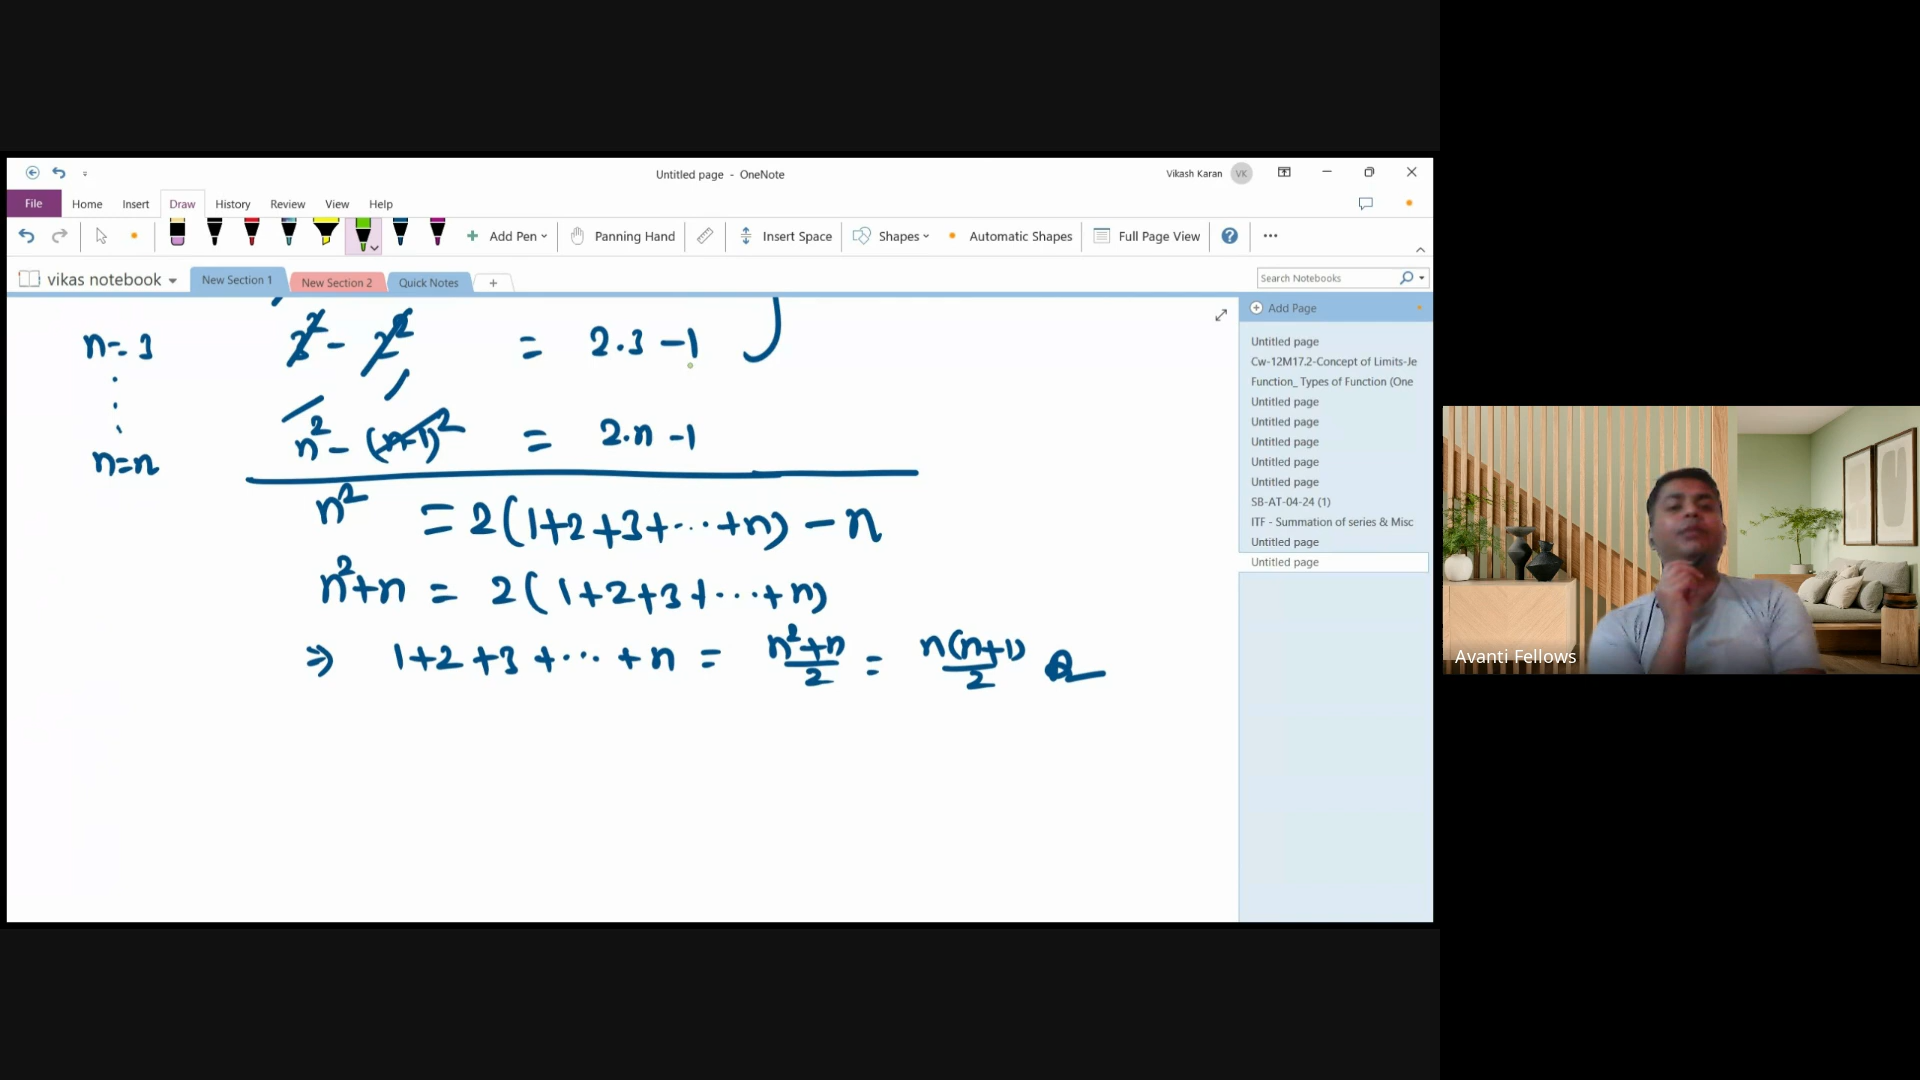 Untitled page - OneNote
Vikash Karan VK
File Home Insert Draw History Review View Help
Add Pen Panning Hand Insert Space Shapes Automatic Shapes Full Page View
vikas notebook New Section 1 New Section 2 Quick Notes +
Search Notebooks
n=3 3² - 2² = 2.3 - 1
n² - (n-1)² = 2.n - 1
n=n
n² = 2(1+2+3+...+n) - n
n²+n = 2(1+2+3+...+n)
⇒ 1+2+3+...+n = n²+n/2 = n(n+1)/2
Add Page
Untitled page
Cw-12M17.2-Concept of Limits-Je
Function_ Types of Function (One
Untitled page
Untitled page
Untitled page
Untitled page
Untitled page
SB-AT-04-24 (1)
ITF - Summation of series & Misc
Untitled page
Untitled page
Avanti Fellows